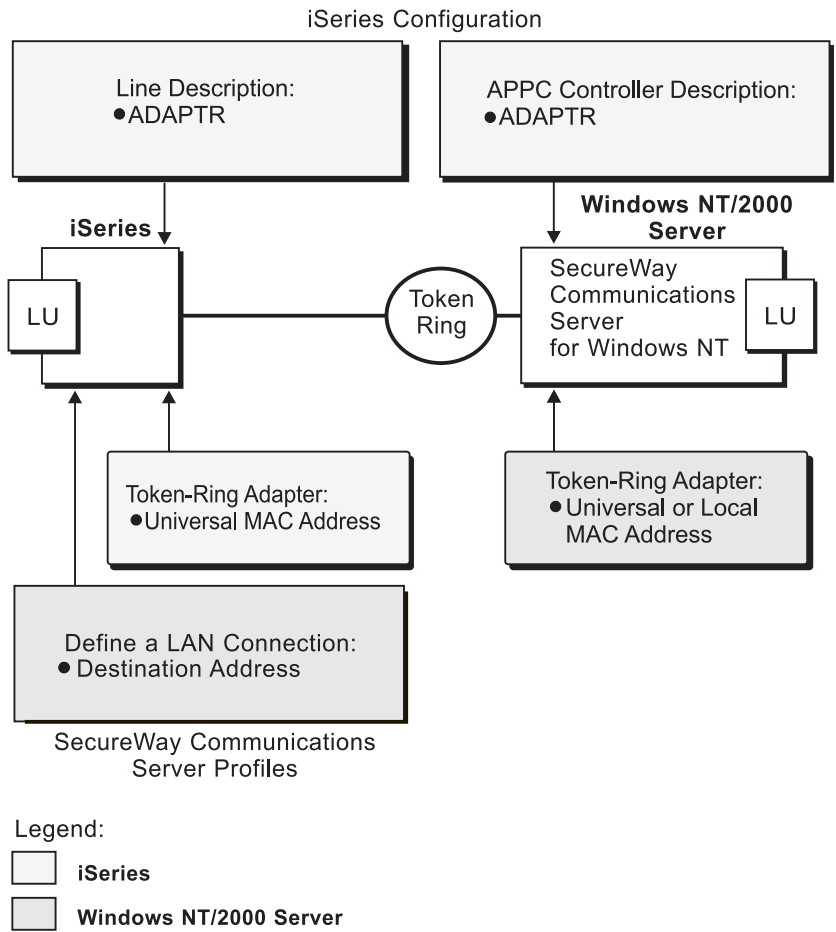 iSeries Configuration
Line Description:
●ADAPTR
APPC Controller Description:
●ADAPTR
iSeries
Windows NT/2000
Server
LU
Token
Ring
SecureWay
Communications
Server
for Windows NT
LU
Token-Ring Adapter:
●Universal MAC Address
Token-Ring Adapter:
●Universal or Local
MAC Address
Define a LAN Connection:
● Destination Address
SecureWay Communications
Server Profiles
Legend:
iSeries
Windows NT/2000 Server